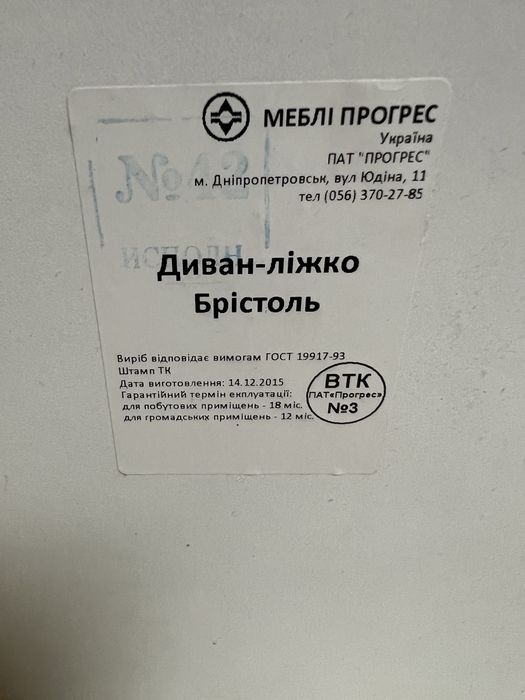 МЕБЛІ ПРОГРЕС
Україна
ПАТ "ПРОГРЕС"
м. Дніпропетровськ, вул Юдіна, 11
тел (056) 370-27-85
№12
исполн
Диван-ліжко
Брістоль
Виріб відповідає вимогам ГОСТ 19917-93
Штамп ТК
Дата виготовлення: 14.12.2015
Гарантійний термін експлуатації:
для побутових приміщень - 18 міс.
для громадських приміщень - 12 міс.
ВТК
ПАТ«Прогрес»
№3